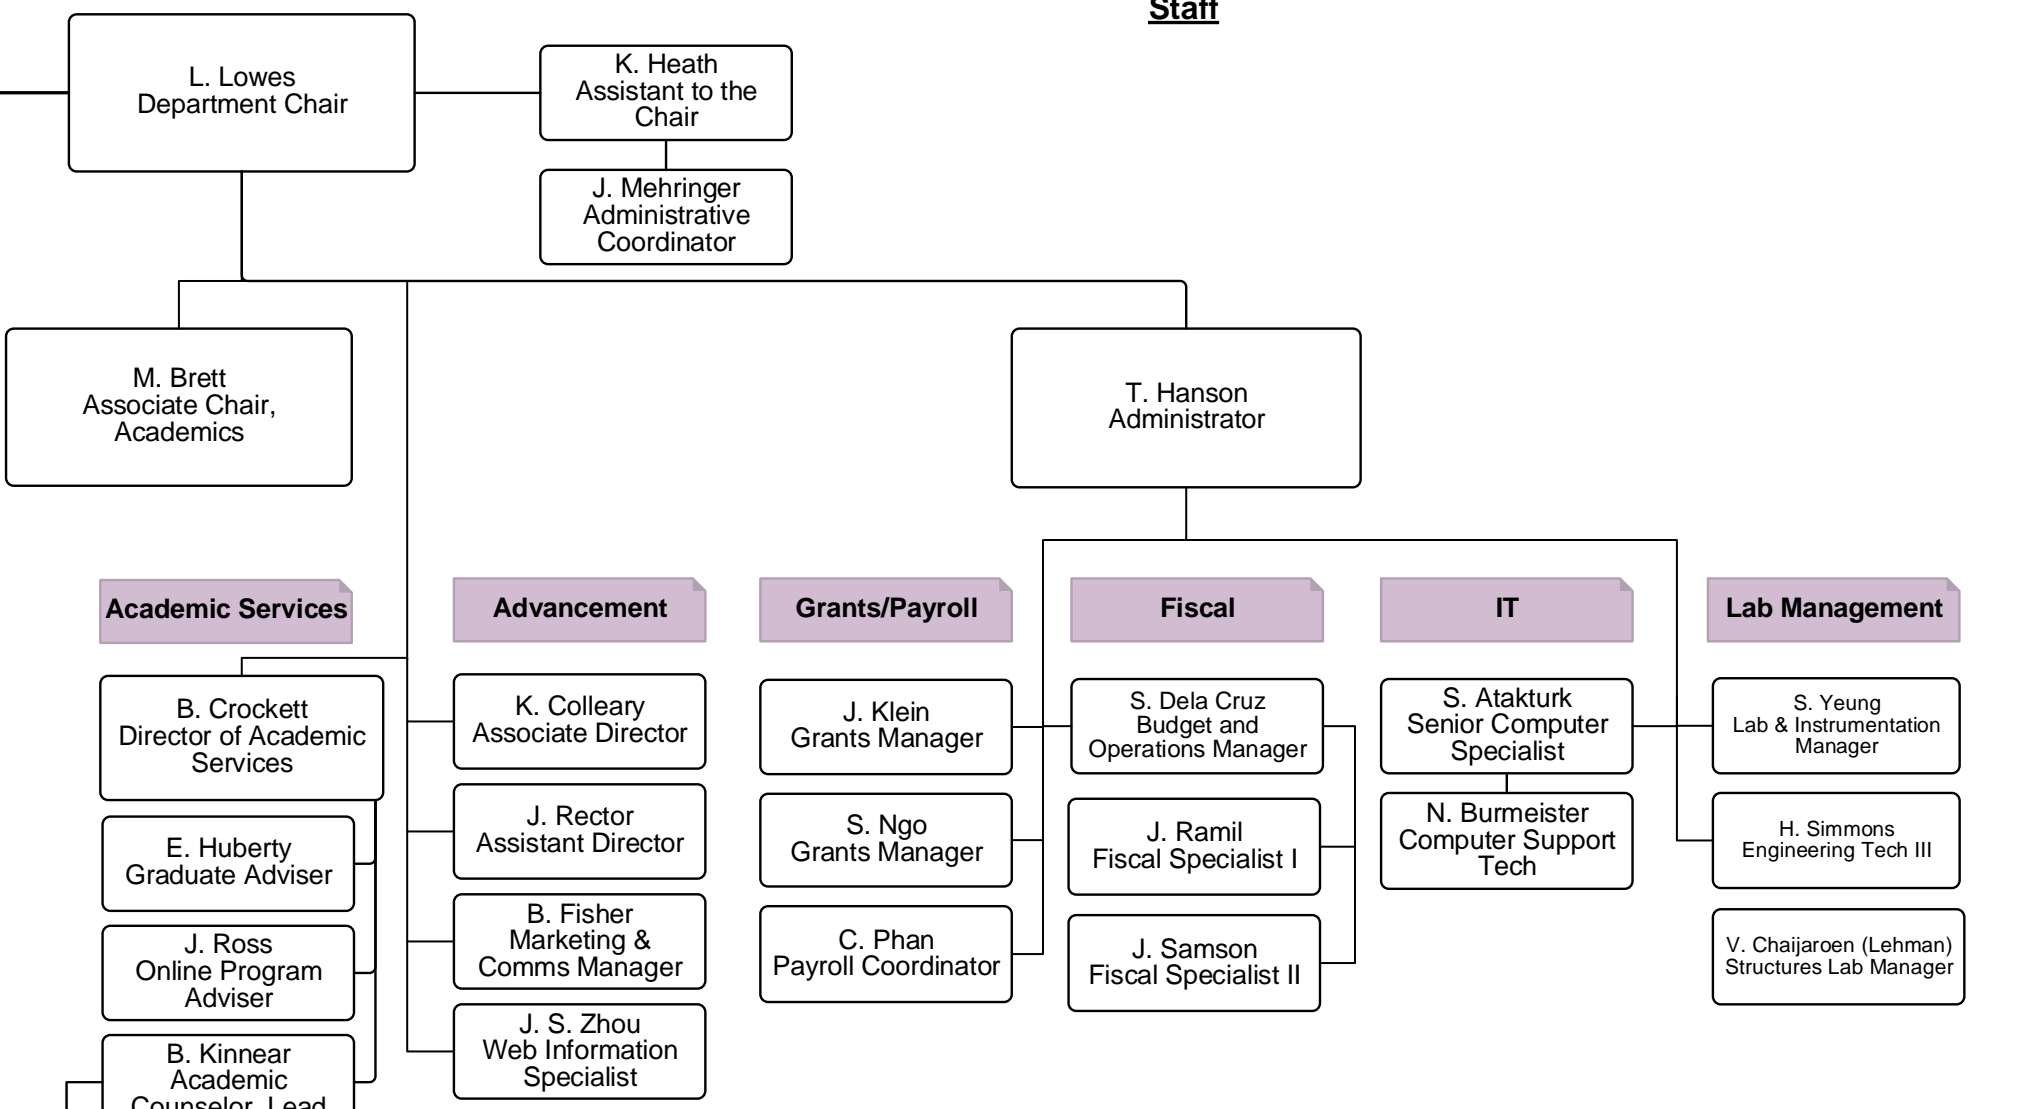 Staff
L. Lowes
Department Chair
K. Heath
Assistant to the
Chair
J. Mehringer
Administrative
Coordinator
M. Brett
Associate Chair,
Academics
T. Hanson
Administrator
Academic Services
B. Crockett
Director of Academic
Services
E. Huberty
Graduate Adviser
J. Ross
Online Program
Adviser
B. Kinnear
Academic
Counselor, Lead
Advancement
K. Colleary
Associate Director
J. Rector
Assistant Director
B. Fisher
Marketing &
Comms Manager
J. S. Zhou
Web Information
Specialist
Grants/Payroll
J. Klein
Grants Manager
S. Ngo
Grants Manager
C. Phan
Payroll Coordinator
Fiscal
S. Dela Cruz
Budget and
Operations Manager
J. Ramil
Fiscal Specialist I
J. Samson
Fiscal Specialist II
IT
S. Atakturk
Senior Computer
Specialist
N. Burmeister
Computer Support
Tech
Lab Management
S. Yeung
Lab & Instrumentation
Manager
H. Simmons
Engineering Tech III
V. Chaijaroen (Lehman)
Structures Lab Manager